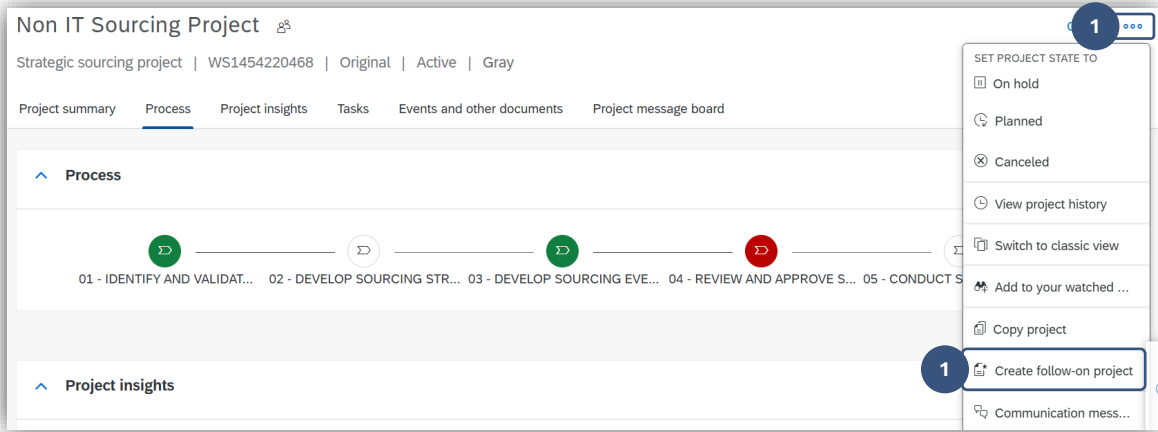 Non IT Sourcing Project
1
Strategic sourcing project | WS1454220468 | Original | Active | Gray
Project summary Process Project insights Tasks Events and other documents Project message board
SET PROJECT STATE TO
On hold
Planned
Canceled
View project history
Switch to classic view
Add to your watched ...
Copy project
1
Create follow-on project
Communication mess...
Process
01 - IDENTIFY AND VALIDAT... 02 - DEVELOP SOURCING STR... 03 - DEVELOP SOURCING EVE... 04 - REVIEW AND APPROVE S... 05 - CONDUCT S
Project insights